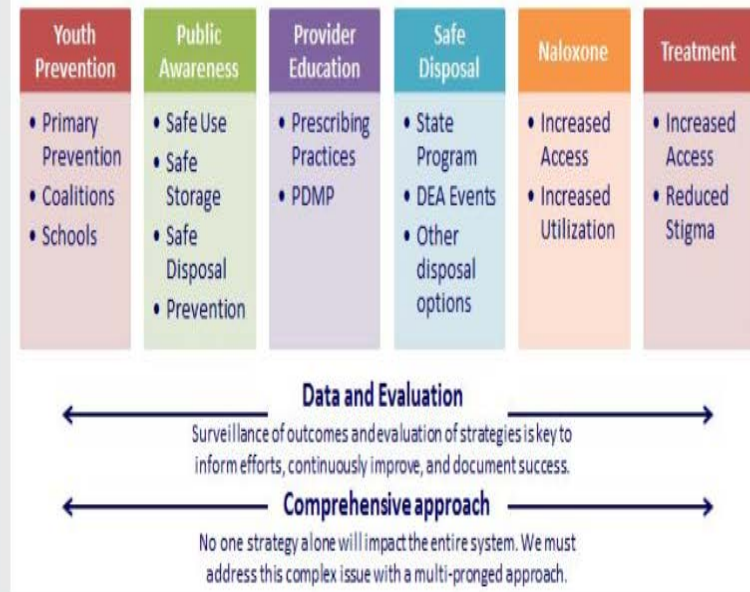 Youth
Prevention
• Primary
Prevention
• Coalitions
• Schools
Public
Awareness
• Safe Use
• Safe
Storage
• Safe
Disposal
• Prevention
Provider
Education
• Prescribing
Practices
• PDMP
Safe
Disposal
• State
Program
• DEA Events
• Other
disposal
options
Naloxone
• Increased
Access
• Increased
Utilization
Treatment
• Increased
Access
• Reduced
Stigma
Data and Evaluation
Surveillance of outcomes and evaluation of strategies is key to
inform efforts, continuously improve, and document success.
Comprehensive approach
No one strategy alone will impact the entire system. We must
address this complex issue with a multi-pronged approach.